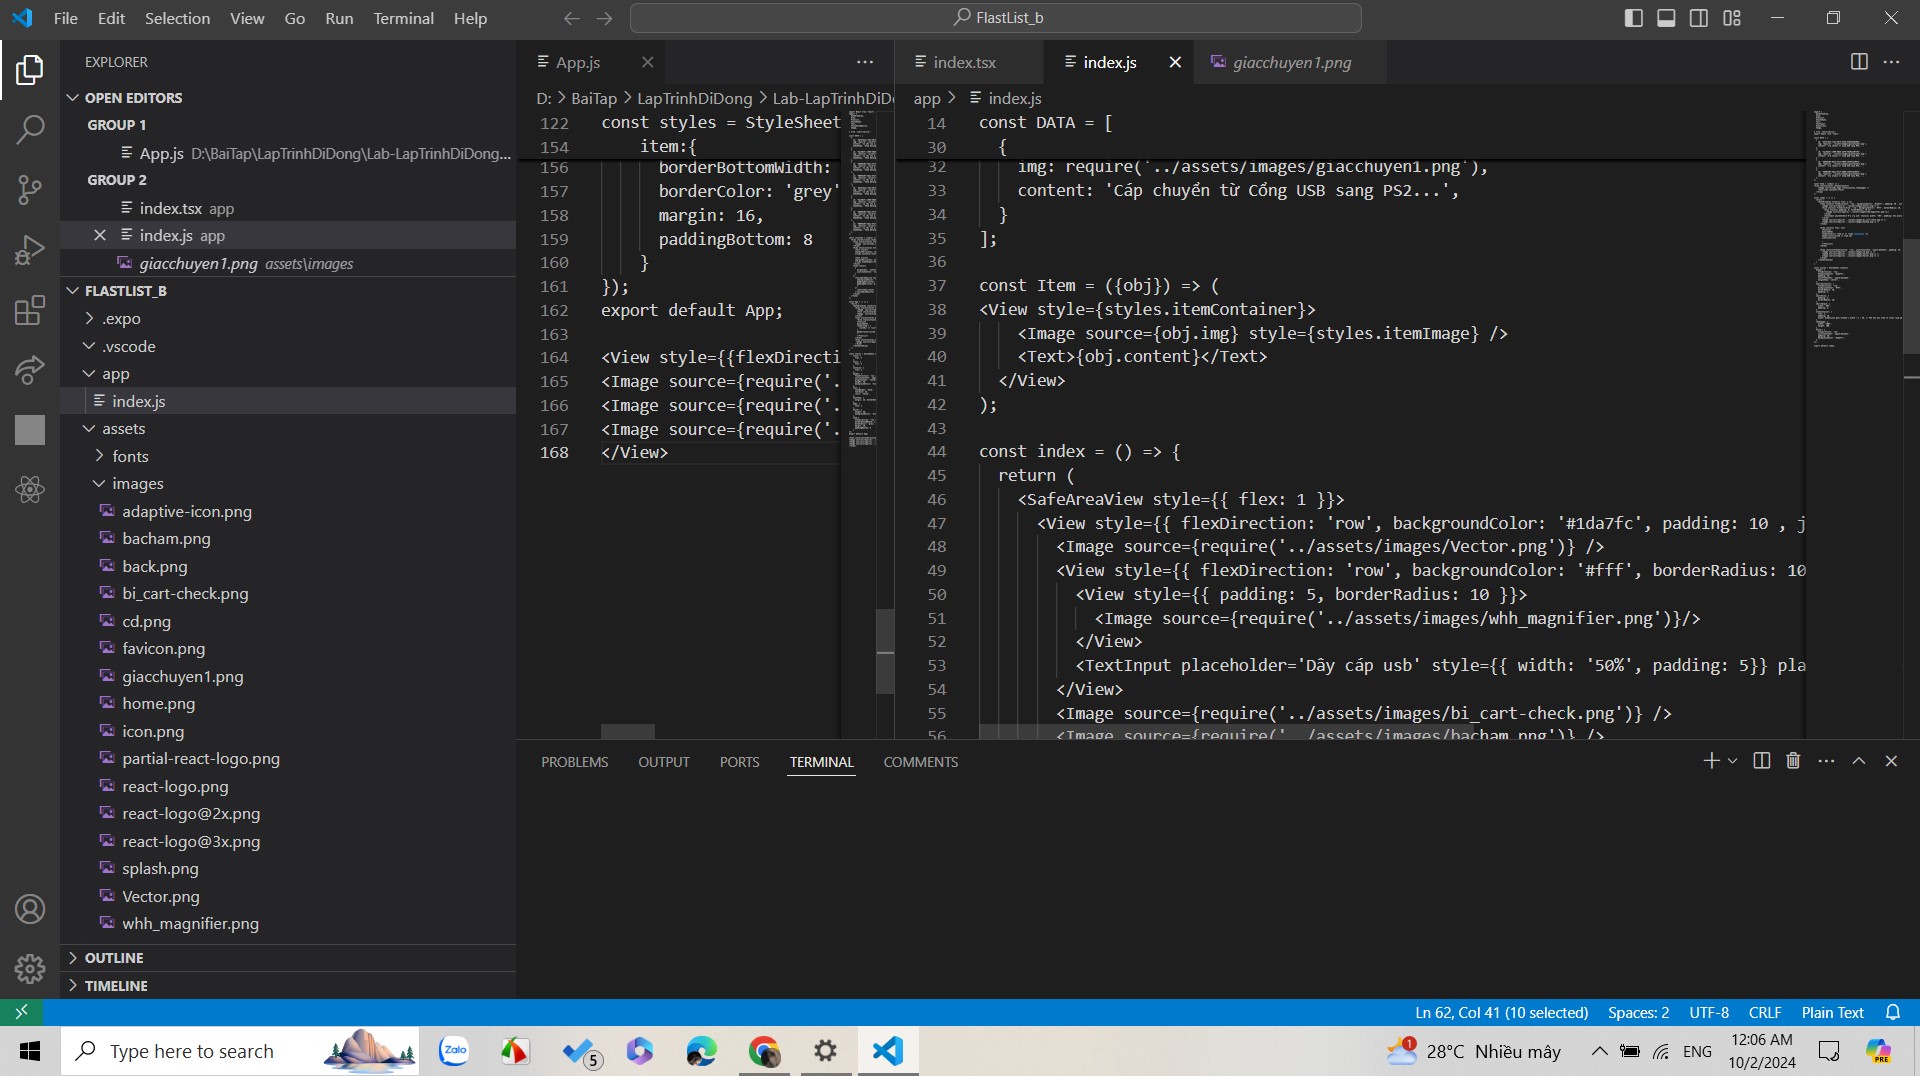 File Edit Selection View Go Run Terminal Help
FlastList_b
EXPLORER
OPEN EDITORS
GROUP 1
App.js D:\BaiTap\LapTrinhDiDong\Lab-LapTrinhDiDong...
GROUP 2
index.tsx app
index.js app
giacchuyen1.png assets\images
FLASTLIST_B
.expo
.vscode
app
index.js
assets
fonts
images
adaptive-icon.png
bacham.png
back.png
bi_cart-check.png
cd.png
favicon.png
giacchuyen1.png
home.png
icon.png
partial-react-logo.png
react-logo.png
react-logo@2x.png
react-logo@3x.png
splash.png
Vector.png
whh_magnifier.png
OUTLINE
TIMELINE
App.js
D: > BaiTap > LapTrinhDiDong > Lab-LapTrinhDiD
122 const styles = StyleSheet
154 item:{
156 borderBottomWidth:
157 borderColor: 'grey'
158 margin: 16,
159 paddingBottom: 8
160 }
161 });
162 export default App;
163
164 <View style={{flexDirecti
165 <Image source={require('.
166 <Image source={require('.
167 <Image source={require('.
168 </View>
index.tsx index.js giacchuyen1.png
app > index.js
14 const DATA = [
30 {
32 img: require('../assets/images/giacchuyen1.png'),
33 content: 'Cáp chuyển từ Cổng USB sang PS2...',
34 }
35 ];
36
37 const Item = ({obj}) => (
38 <View style={styles.itemContainer}>
39 <Image source={obj.img} style={styles.itemImage} />
40 <Text>{obj.content}</Text>
41 </View>
42 );
43
44 const index = () => {
45 return (
46 <SafeAreaView style={{ flex: 1 }}>
47 <View style={{ flexDirection: 'row', backgroundColor: '#1da7fc', padding: 10 , j
48 <Image source={require('../assets/images/Vector.png')} />
49 <View style={{ flexDirection: 'row', backgroundColor: '#fff', borderRadius: 10
50 <View style={{ padding: 5, borderRadius: 10 }}>
51 <Image source={require('../assets/images/whh_magnifier.png')}/>
52 </View>
53 <TextInput placeholder='Dây cáp usb' style={{ width: '50%', padding: 5}} pla
54 </View>
55 <Image source={require('../assets/images/bi_cart-check.png')} />
56 <Image source={require('../assets/images/bacham.png')} />
PROBLEMS OUTPUT PORTS TERMINAL COMMENTS
Ln 62, Col 41 (10 selected) Spaces: 2 UTF-8 CRLF Plain Text
Type here to search
Zalo
5
1
28°C Nhiều mây
ENG
12:06 AM
10/2/2024
PRE